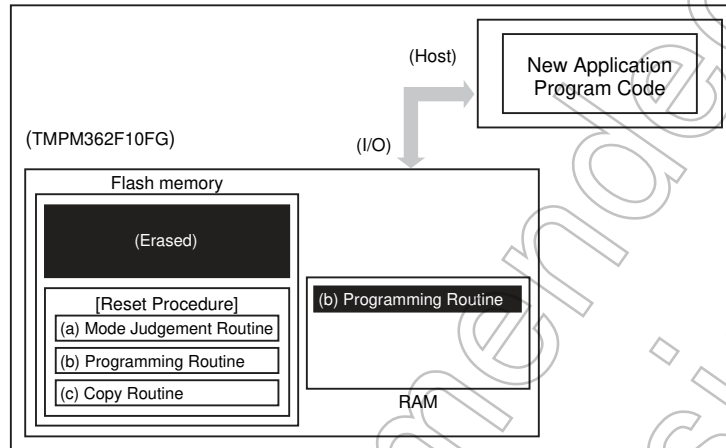 (Host)
New Application
Program Code
(TMPM362F10FG)
(I/O)
Flash memory
(Erased)
[Reset Procedure]
(a) Mode Judgement Routine
(b) Programming Routine
(c) Copy Routine
(b) Programming Routine
RAM